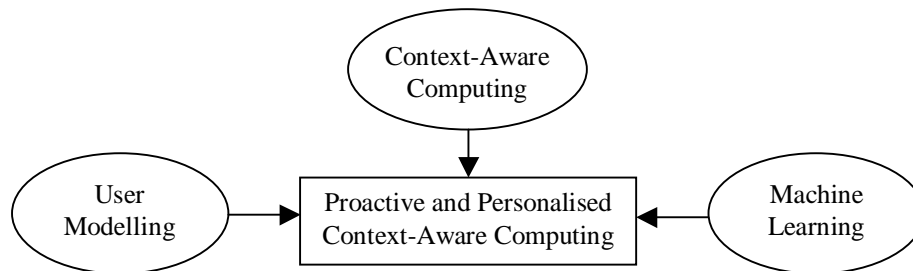 Context-Aware
Computing
User
Modelling
Proactive and Personalised
Context-Aware Computing
Machine
Learning